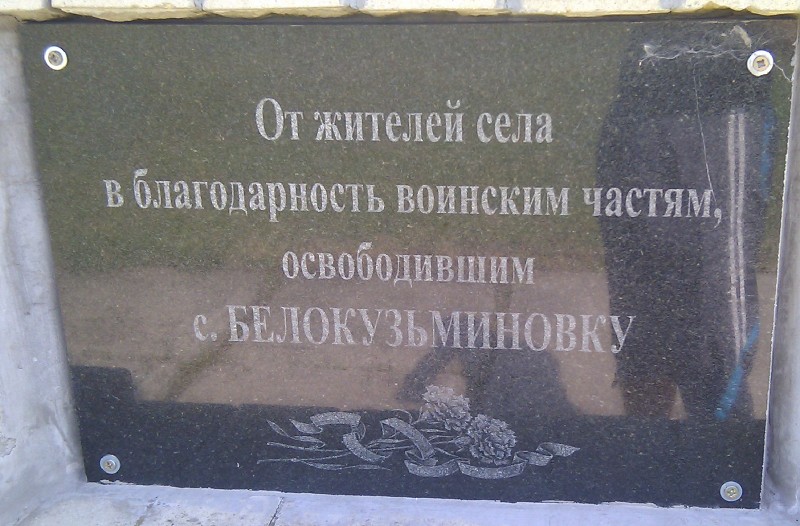 От жителей села
в благодарность воинским частям,
освободившим
с. БЕЛОКУЗЬМИНОВКУ